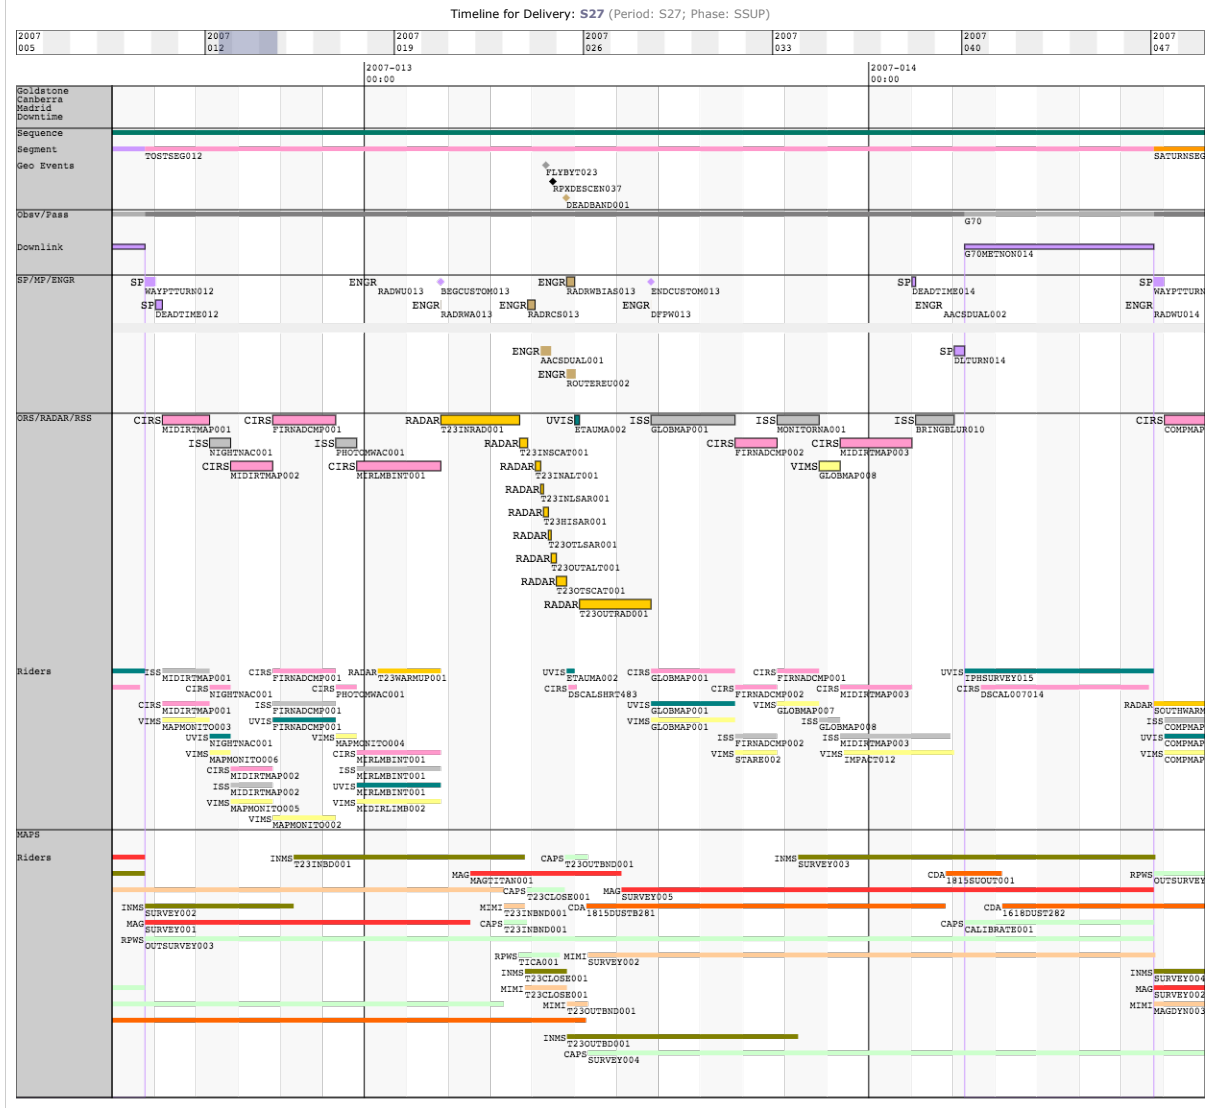 Timeline for Delivery: S27 (Period: S27; Phase: SSUP)
2007 2007 2007 2007 2007 2007 2007
005 012 019 026 033 040 047
2007-013 2007-014
00:00 00:00
Goldstone
Canberra
Madrid
Downtime
Sequence
Segment
TOSTSEG012 SATURNSEG
Geo Events
FLYBYT023
RPXDESCEN037
DEADBAND001
Obsv/Pass
G70
Downlink
G70METNON014
SP/MP/ENGR SP ENGR ENGR SP SP
WAYPTTURN012 RADWU013 BEGCUSTOM013 RADRWBIAS013 ENDCUSTOM013 DEADTIME014 WAYPTTURN
SP ENGR ENGR ENGR ENGR ENGR
DEADTIME012 RADRWA013 RADRCS013 DFPW013 AACSDUAL002 RADWU014
ENGR SP
AACSDUAL001 DLTURN014
ENGR
ROUTEREU002
ORS/RADAR/RSS CIRS CIRS RADAR UVIS ISS ISS ISS CIRS
MIDIRTMAP001 FIRNADCMP001 T23INRAD001 ETAUMA002 GLOBMAP001 MONITORNA001 BRINGBLUR010 COMPMAP
ISS ISS RADAR CIRS CIRS
NIGHTNAC001 PHOTOMWAC001 T23INSCAT001 FIRNADCMP002 MIDIRTMAP003
CIRS CIRS RADAR VIMS
MIDIRTMAP002 MIRLMBINT001 T23INALT001 GLOBMAP008
RADAR
T23INLSAR001
RADAR
T23HISAR001
RADAR
T23OTLSAR001
RADAR
T23OUTALT001
RADAR
T23OTSCAT001
RADAR
T23OUTRAD001
Riders ISS CIRS RADAR UVIS CIRS CIRS UVIS
MIDIRTMAP001 FIRNADCMP001 T23WARMUP001 ETAUMA002 GLOBMAP001 FIRNADCMP001 IPHSURVEY015
CIRS CIRS CIRS CIRS CIRS CIRS
NIGHTNAC001 PHOTOMWAC001 DSCALSHRT483 FIRNADCMP002 MIDIRTMAP003 DSCAL007014
CIRS ISS UVIS VIMS RADAR
MIDIRTMAP001 FIRNADCMP001 GLOBMAP001 GLOBMAP007 SOUTHWARM
VIMS UVIS VIMS ISS ISS
MAPMONITO003 FIRNADCMP001 GLOBMAP001 GLOBMAP008 COMPMAP
UVIS VIMS ISS ISS UVIS
NIGHTNAC001 MAPMONITO004 FIRNADCMP002 MIDIRTMAP003 COMPMAP
VIMS CIRS VIMS VIMS VIMS
MAPMONITO006 MIRLMBINT001 STARE002 IMPACT012 COMPMAP
CIRS ISS
MIDIRTMAP002 MIRLMBINT001
ISS UVIS
MIDIRTMAP002 MIRLMBINT001
VIMS VIMS
MAPMONITO005 MIDIRLIMB002
VIMS
MAPMONITO002
MAPS
Riders INMS CAPS INMS
T23INBD001 T23OUTBND001 SURVEY003
MAG CDA RPWS
MAGTITAN001 1815SUOUT001 OUTSURVEY
CAPS MAG
T23CLOSE001 SURVEY005
INMS MIMI CDA CDA
SURVEY002 T23INBND001 1815DUSTB281 1618DUST282
MAG CAPS CAPS
SURVEY001 T23INBND001 CALIBRATE001
RPWS
OUTSURVEY003
RPWS MIMI
TICA001 SURVEY002
INMS INMS
T23CLOSE001 SURVEY004
MIMI MAG
T23CLOSE001 SURVEY002
MIMI MIMI
T23OUTBND001 MAGDYN003
INMS
T23OUTBD001
CAPS
SURVEY004